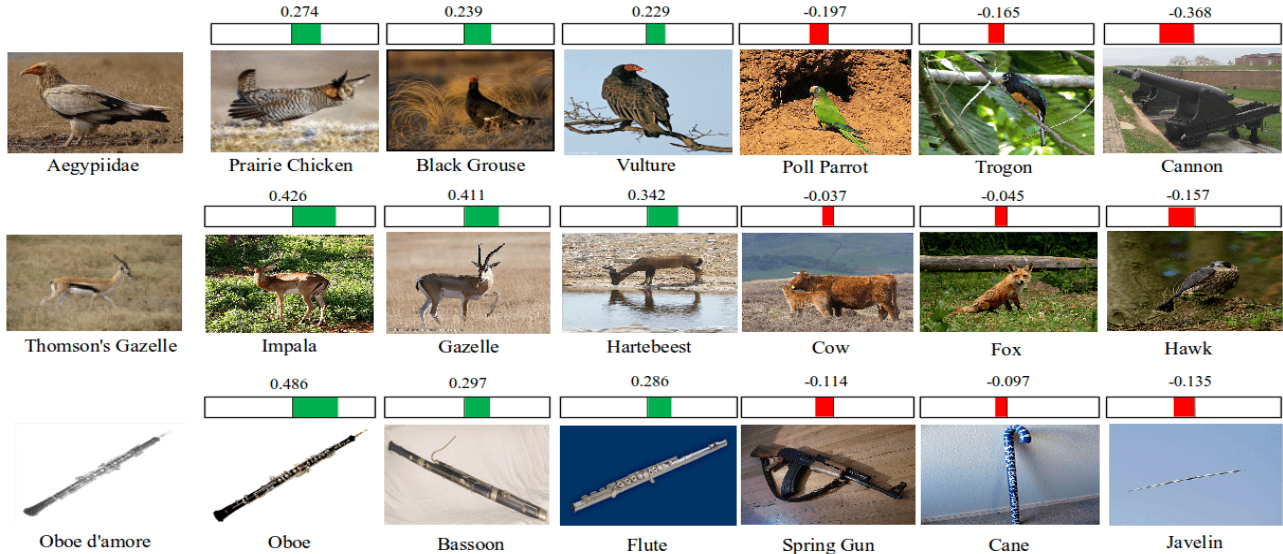 0.274 0.239 0.229 -0.197 -0.165 -0.368
Aegypiidae Prairie Chicken Black Grouse Vulture Poll Parrot Trogon Cannon
0.426 0.411 0.342 -0.037 -0.045 -0.157
Thomson's Gazelle Impala Gazelle Hartebeest Cow Fox Hawk
0.486 0.297 0.286 -0.114 -0.097 -0.135
Oboe d'amore Oboe Bassoon Flute Spring Gun Cane Javelin